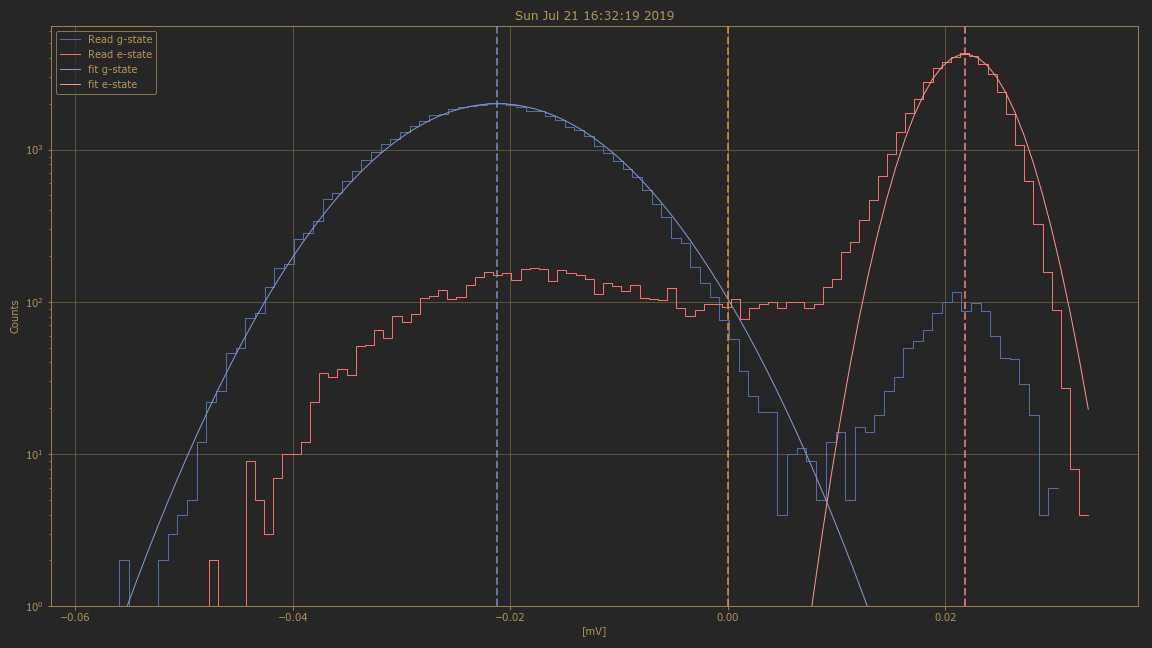 Sun Jul 21 16:32:19 2019
Read g-state
Read e-state
fit g-state
fit e-state
Counts
10³
10²
10¹
10⁰
−0.06
−0.04
−0.02
0.00
0.02
[mV]